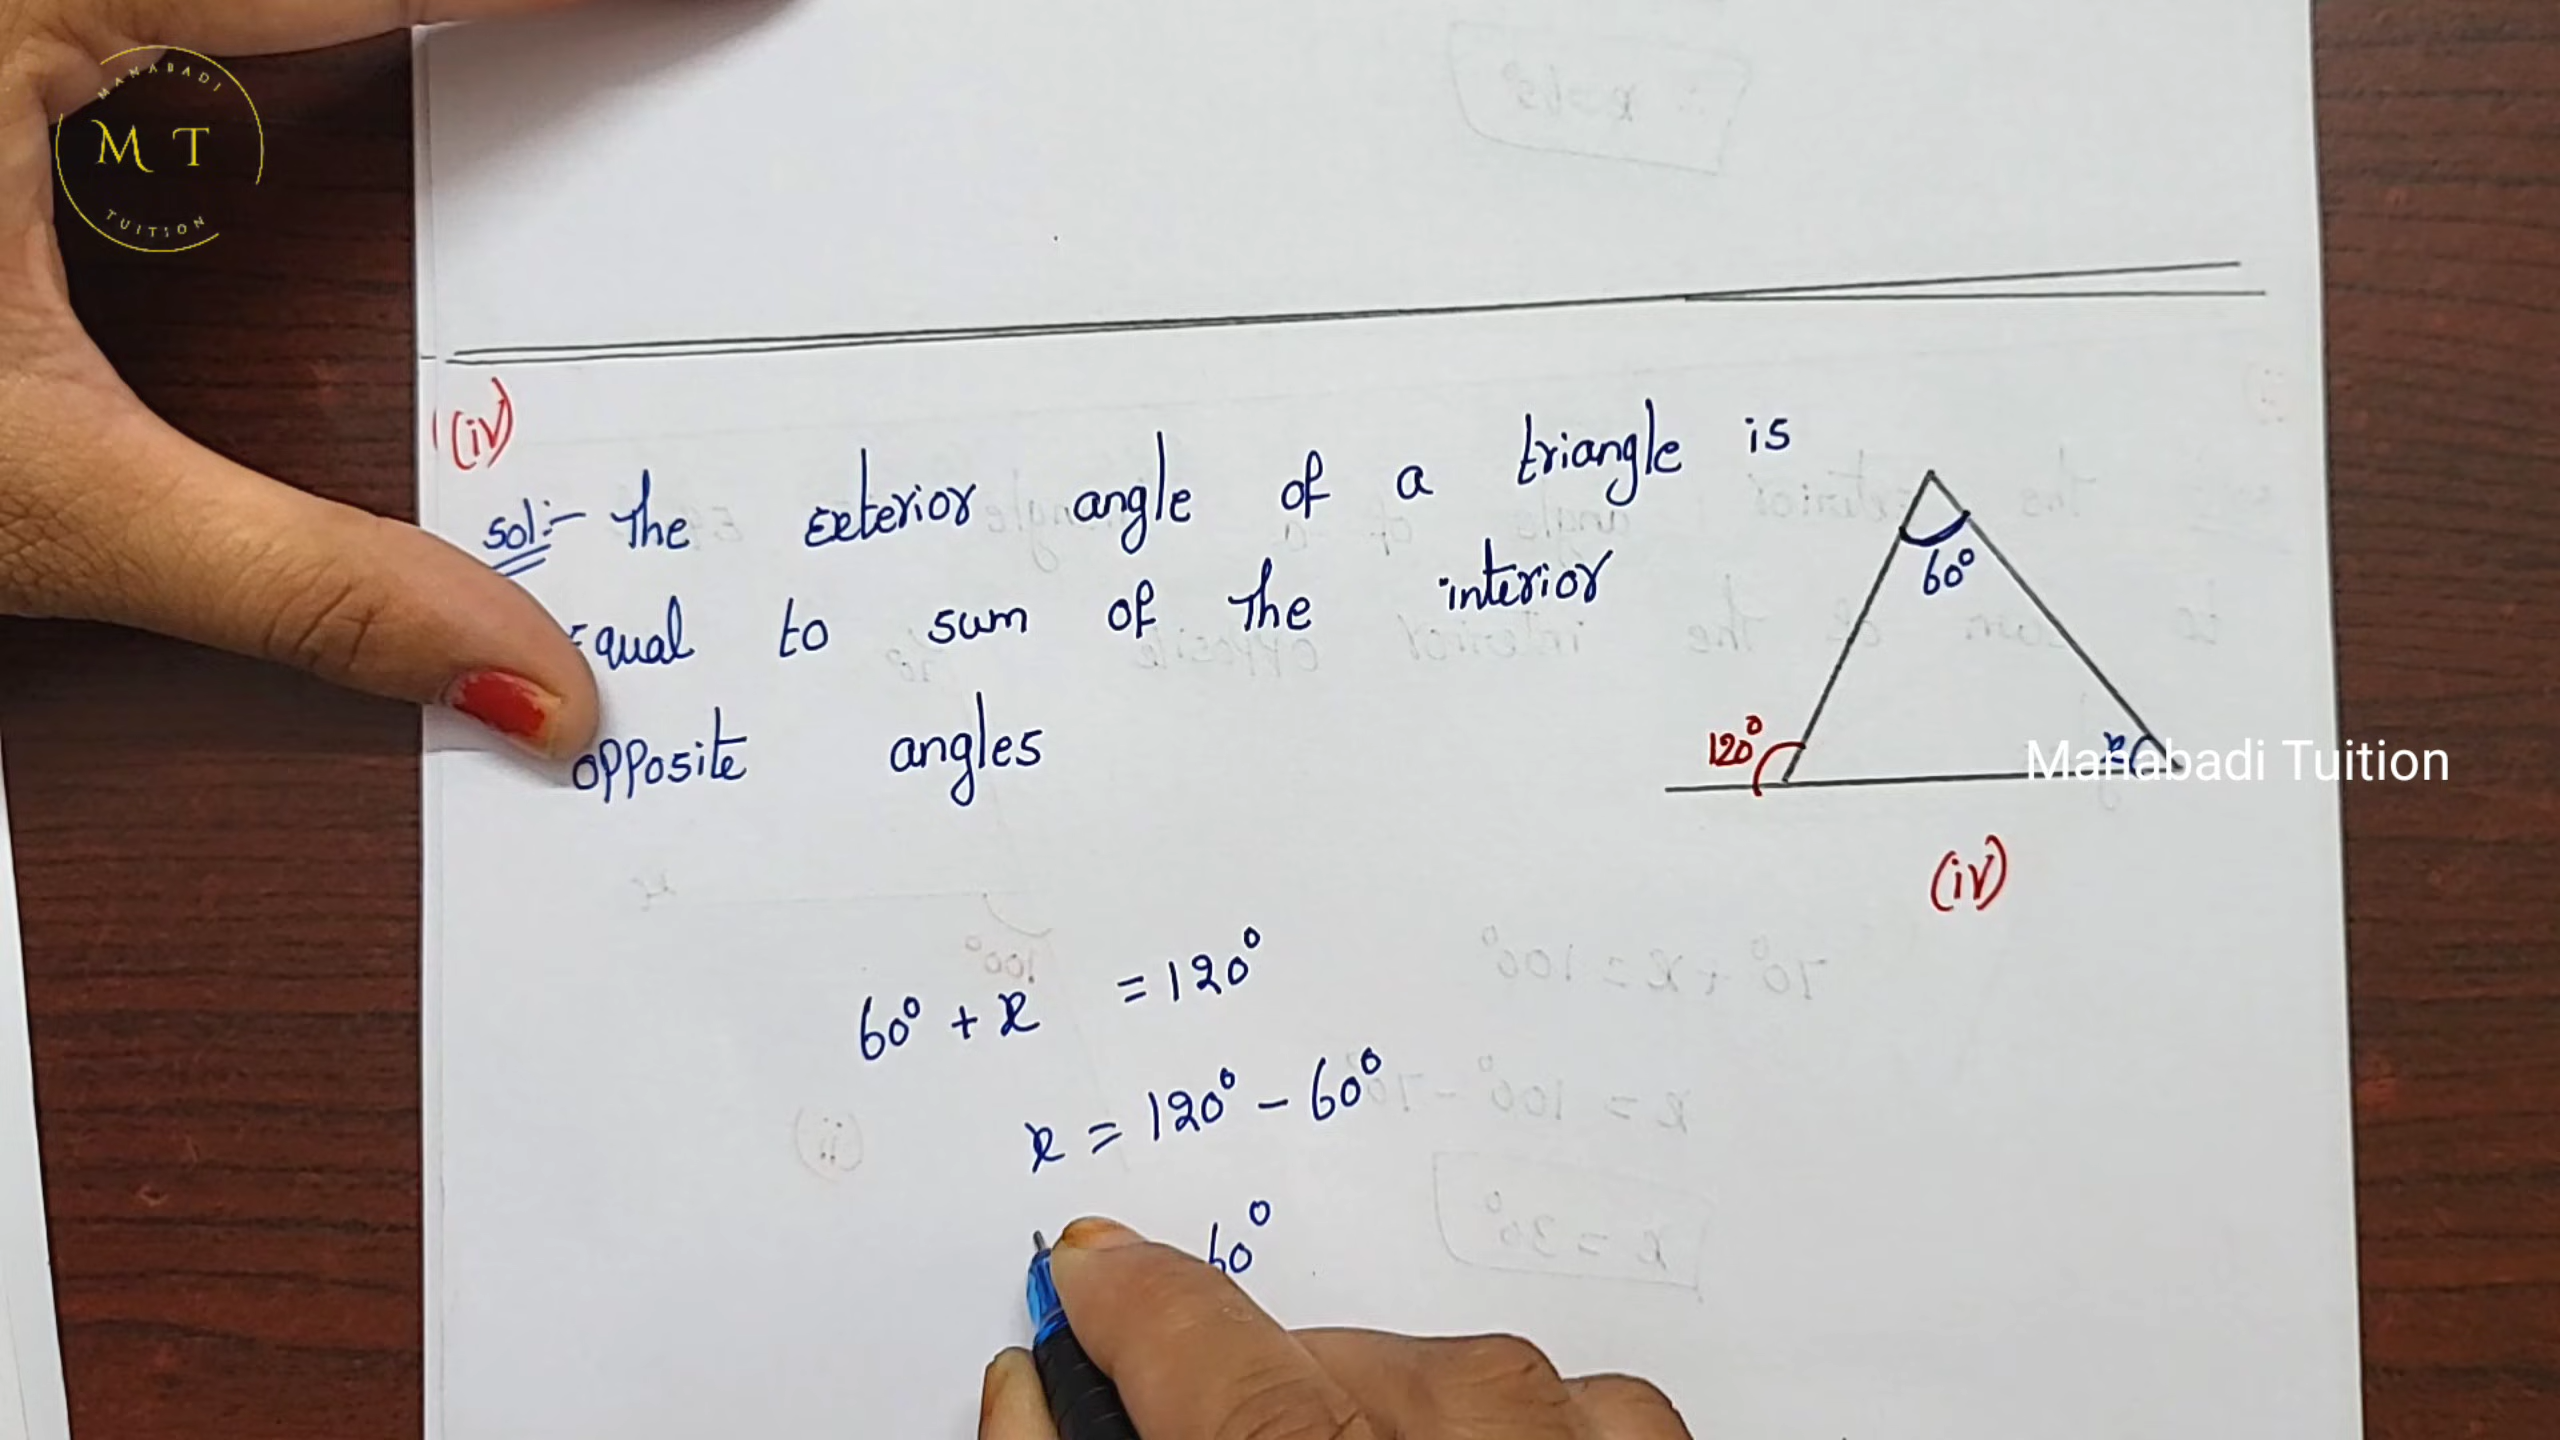 MANABADI
M T
TUITION
(iv)
Sol:- The Exterior angle of a triangle is
Equal to sum of the interior
opposite angles
60°
120°
x
Manabadi Tuition
(iv)
60° + x = 120°
x = 120° - 60°
60°